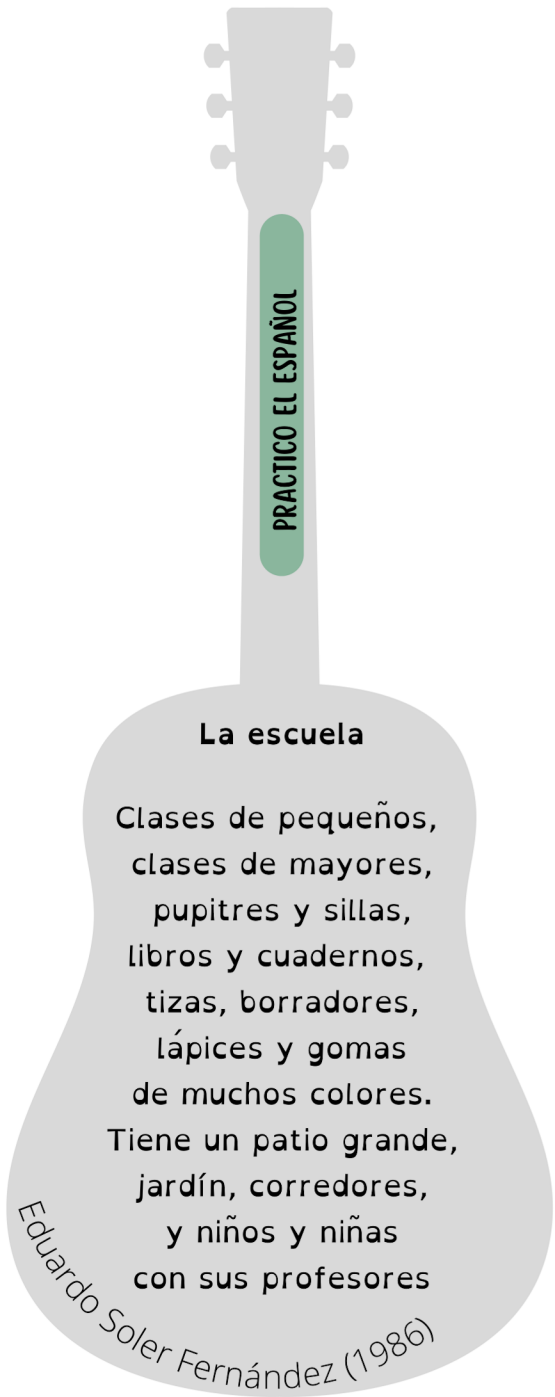 PRACTICO EL ESPAÑOL
La escuela
Clases de pequeños,
clases de mayores,
pupitres y sillas,
libros y cuadernos,
tizas, borradores,
lápices y gomas
de muchos colores.
Tiene un patio grande,
jardín, corredores,
y niños y niñas
con sus profesores
Eduardo Soler Fernández (1986)